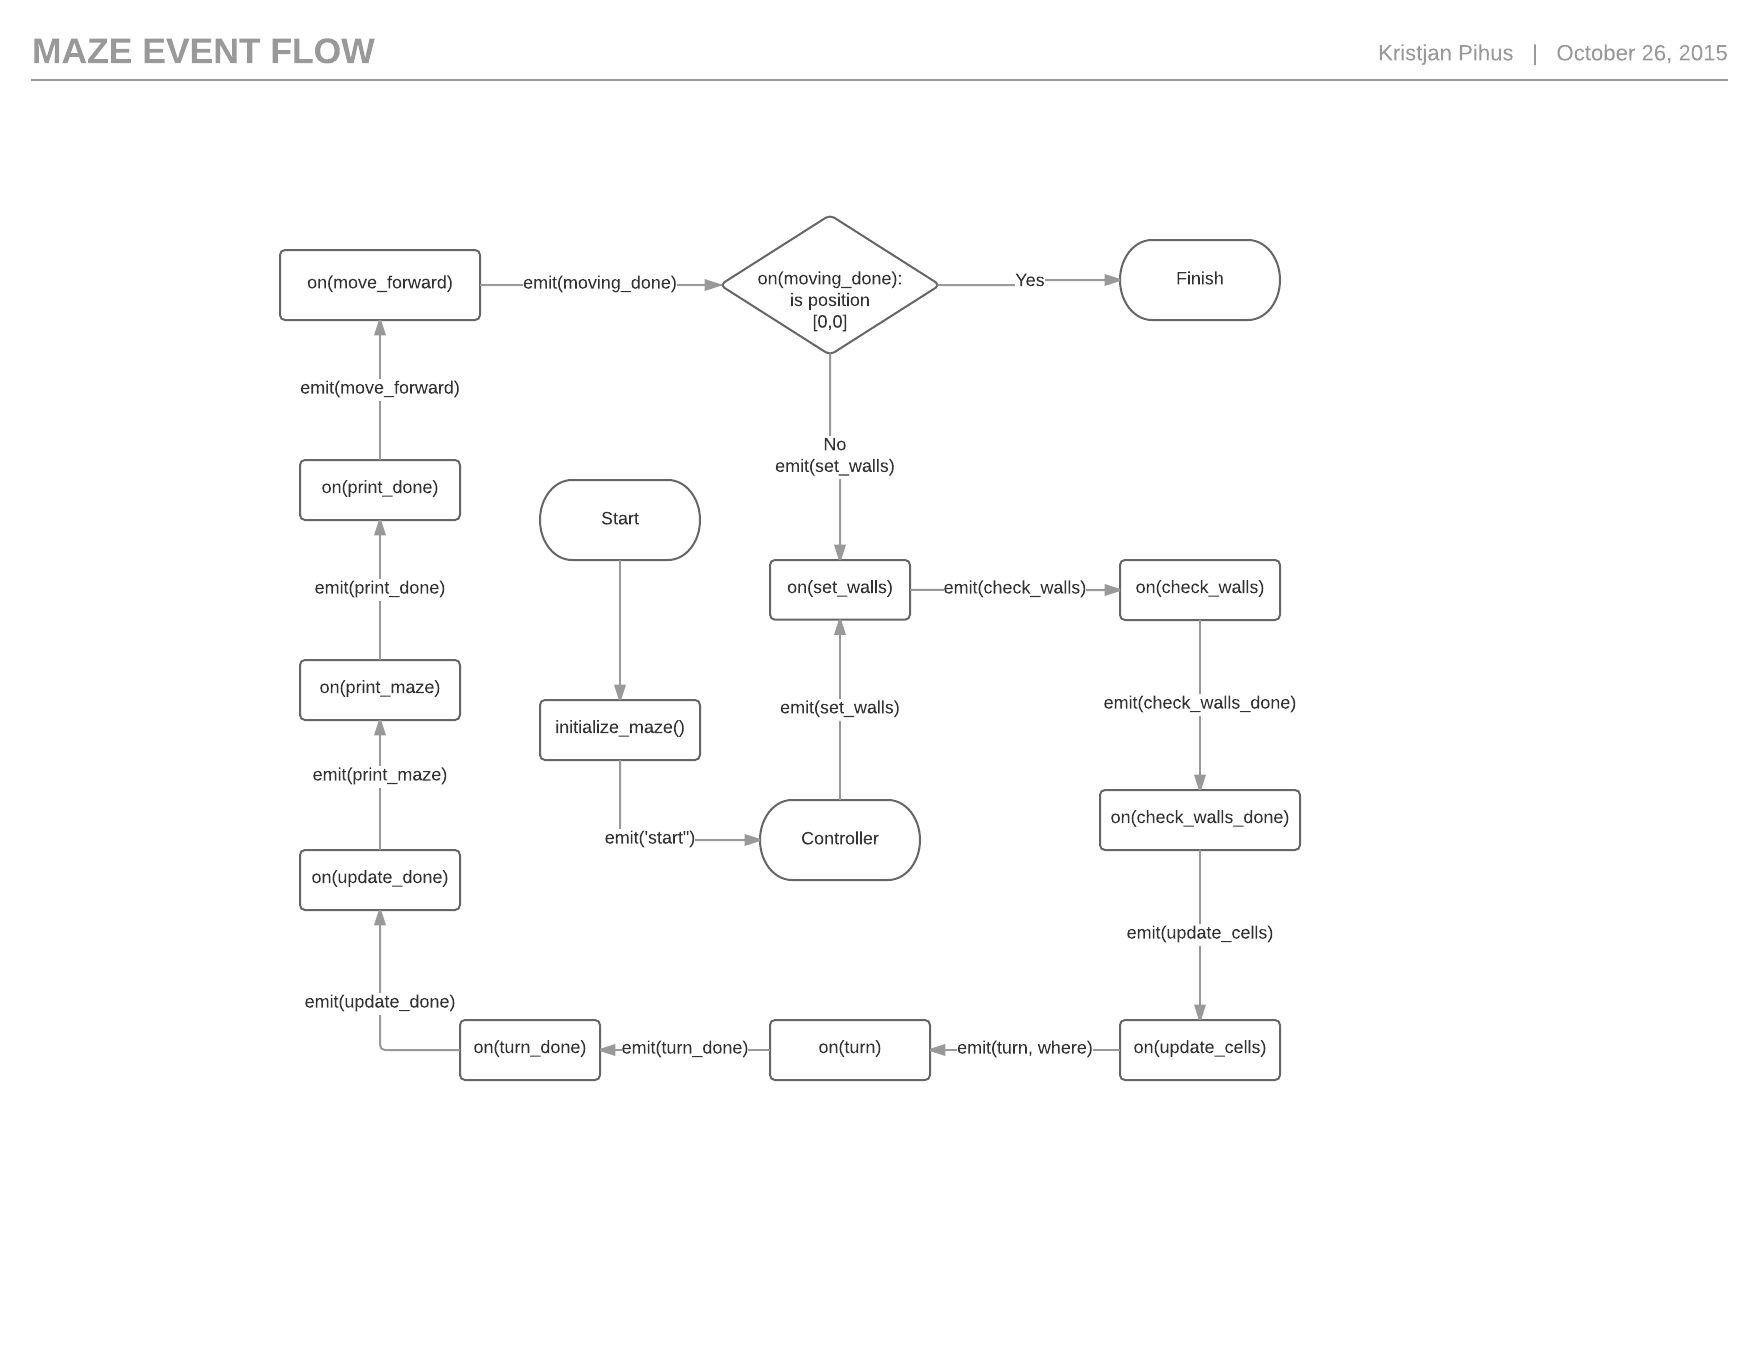 MAZE EVENT FLOW
Kristjan Pihus | October 26, 2015
on(move_forward)
emit(moving_done)
on(moving_done):
is position
[0,0]
Yes
Finish
emit(move_forward)
No
emit(set_walls)
on(print_done)
Start
emit(print_done)
on(set_walls)
emit(check_walls)
on(check_walls)
on(print_maze)
initialize_maze()
emit(set_walls)
emit(check_walls_done)
emit(print_maze)
emit('start")
Controller
on(check_walls_done)
on(update_done)
emit(update_cells)
emit(update_done)
on(turn_done)
emit(turn_done)
on(turn)
emit(turn, where)
on(update_cells)